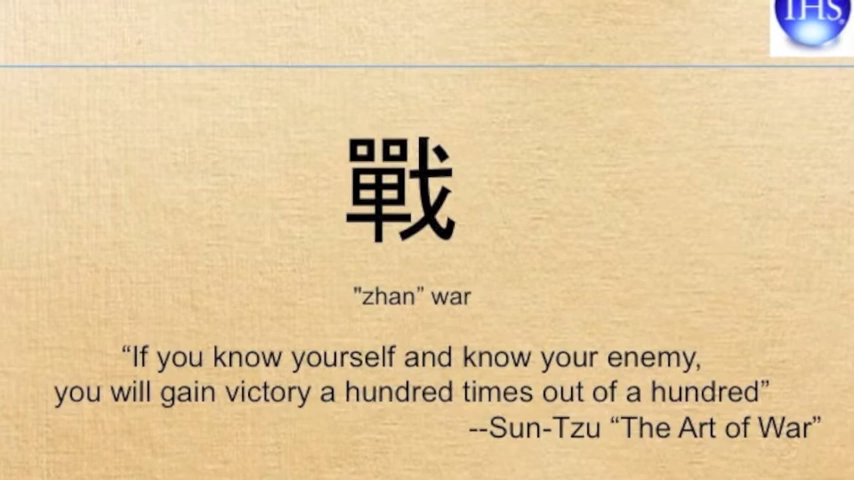 IHS
戰
"zhan” war
“If you know yourself and know your enemy,
you will gain victory a hundred times out of a hundred”
--Sun-Tzu “The Art of War”